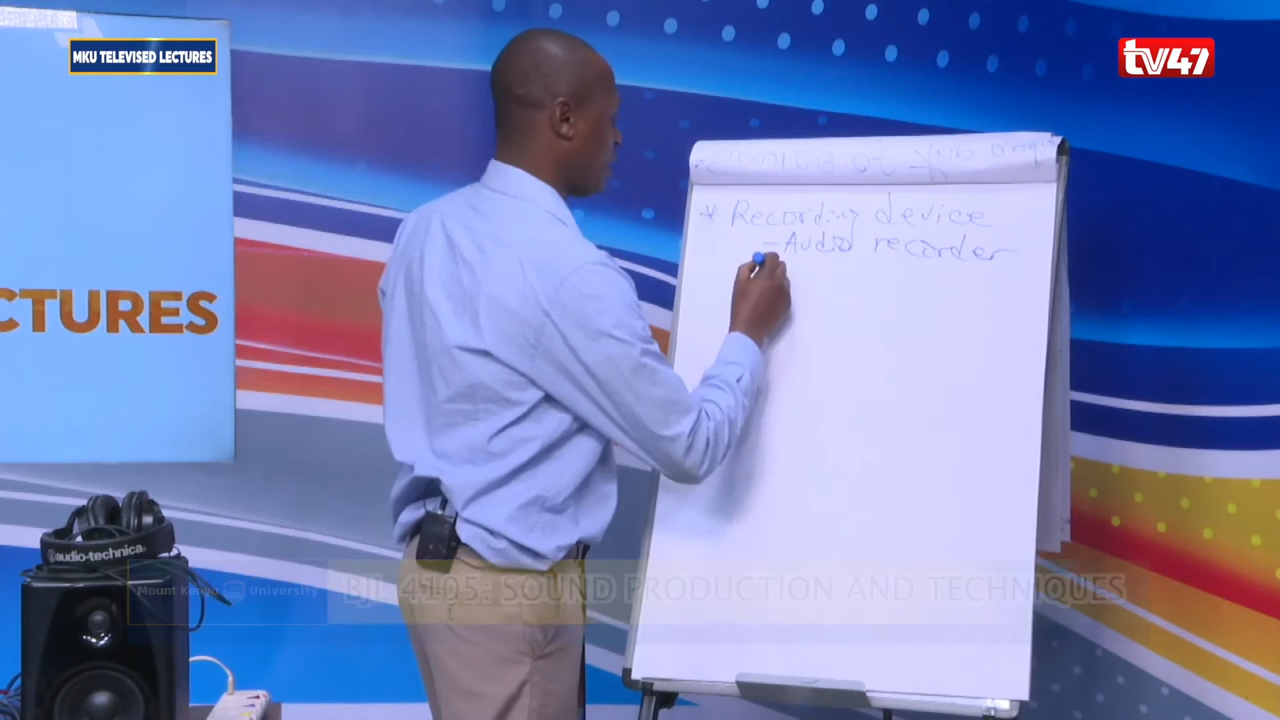 MKU TELEVISED LECTURES
tv47
* Recording device
- Audio recorder
CTURES
audio-technica
Mount Kenya University
BJL 4105: SOUND PRODUCTION AND TECHNIQUES